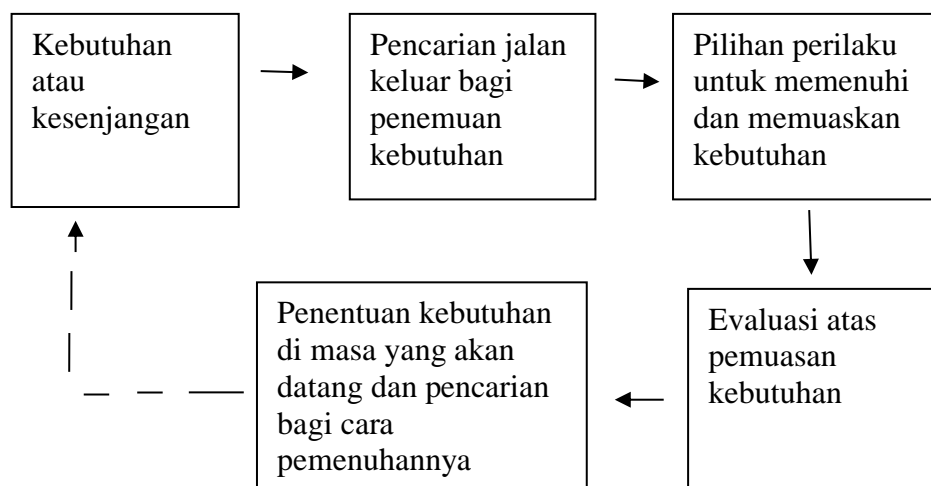 Kebutuhan
atau
kesenjangan
Pencarian jalan
keluar bagi
penemuan
kebutuhan
Pilihan perilaku
untuk memenuhi
dan memuaskan
kebutuhan
Evaluasi atas
pemuasan
kebutuhan
Penentuan kebutuhan
di masa yang akan
datang dan pencarian
bagi cara
pemenuhannya